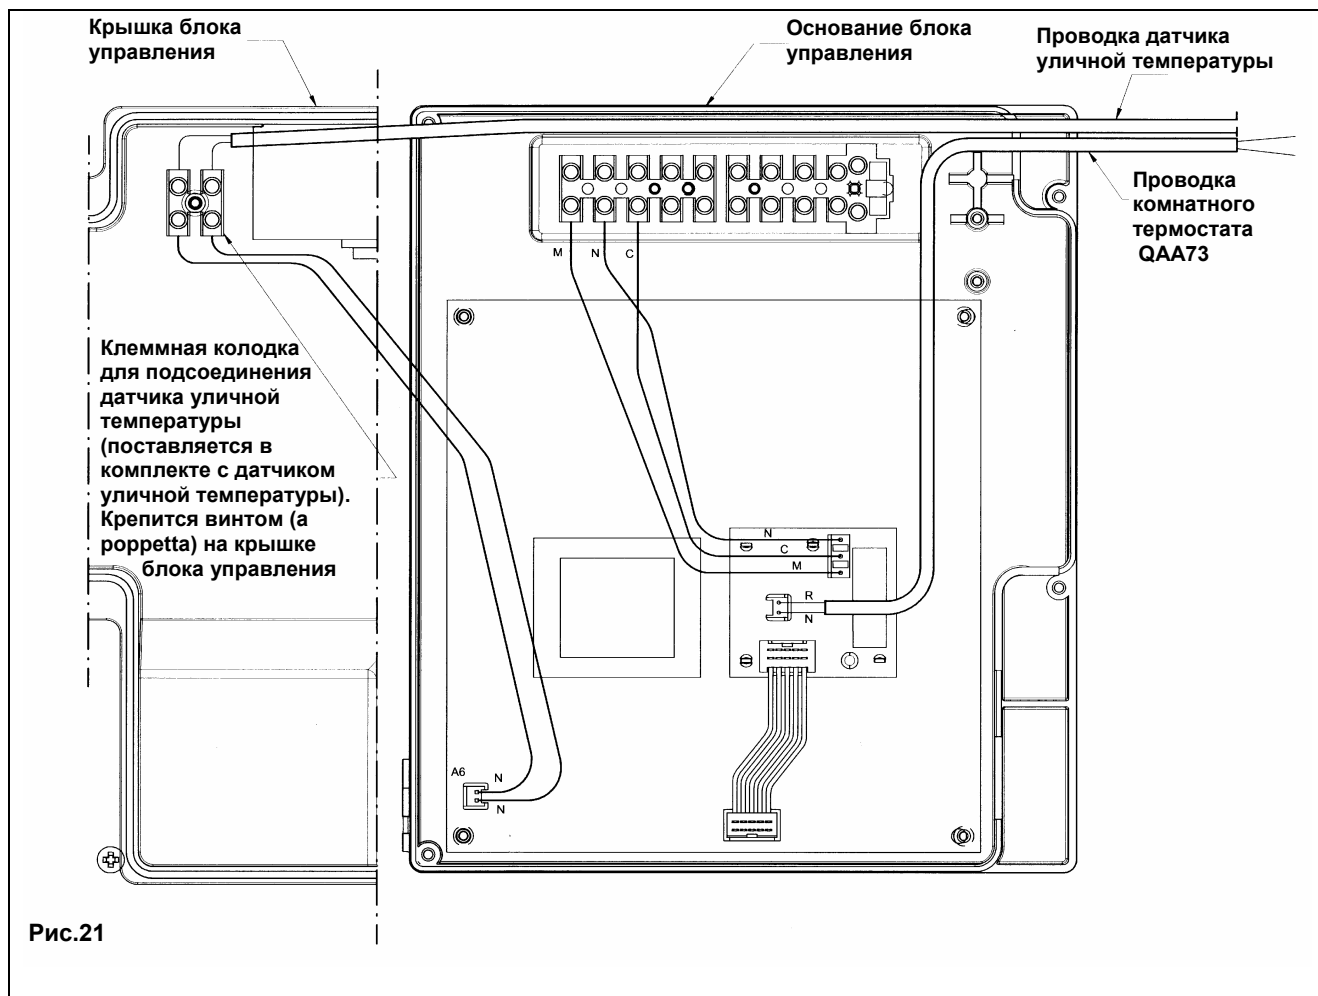 Крышка блока
управления
Основание блока
управления
Проводка датчика
уличной температуры
Проводка
комнатного
термостата
QAA73
M N C
Клеммная колодка
для подсоединения
датчика уличной
температуры
(поставляется в
комплекте с датчиком
уличной температуры).
Крепится винтом (a
poppetta) на крышке
блока управления
N
C
M
R
N
A6
N
N
Рис.21